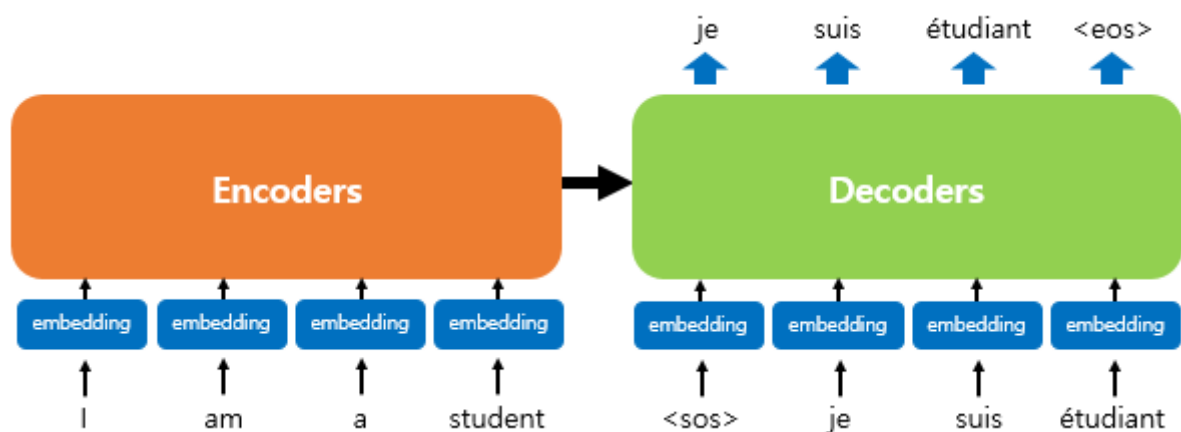 je suis étudiant <eos>
Encoders Decoders
embedding embedding embedding embedding embedding embedding embedding embedding
I am a student <sos> je suis étudiant